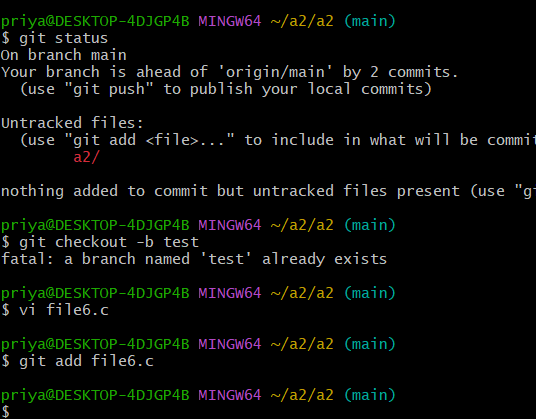 priya@DESKTOP-4DJGP4B MINGW64 ~/a2/a2 (main)
$ git status
On branch main
Your branch is ahead of 'origin/main' by 2 commits.
  (use "git push" to publish your local commits)

Untracked files:
  (use "git add <file>..." to include in what will be commit
        a2/

nothing added to commit but untracked files present (use "gi

priya@DESKTOP-4DJGP4B MINGW64 ~/a2/a2 (main)
$ git checkout -b test
fatal: a branch named 'test' already exists

priya@DESKTOP-4DJGP4B MINGW64 ~/a2/a2 (main)
$ vi file6.c

priya@DESKTOP-4DJGP4B MINGW64 ~/a2/a2 (main)
$ git add file6.c

priya@DESKTOP-4DJGP4B MINGW64 ~/a2/a2 (main)
$